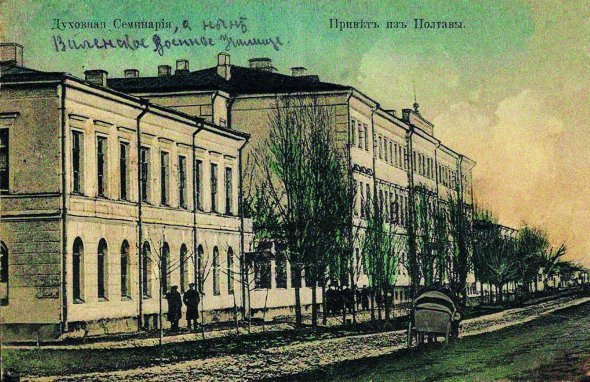 Духовная Семинарія, а нынѣ
Виленское Военное Училище.
Привѣтъ изъ Полтавы.